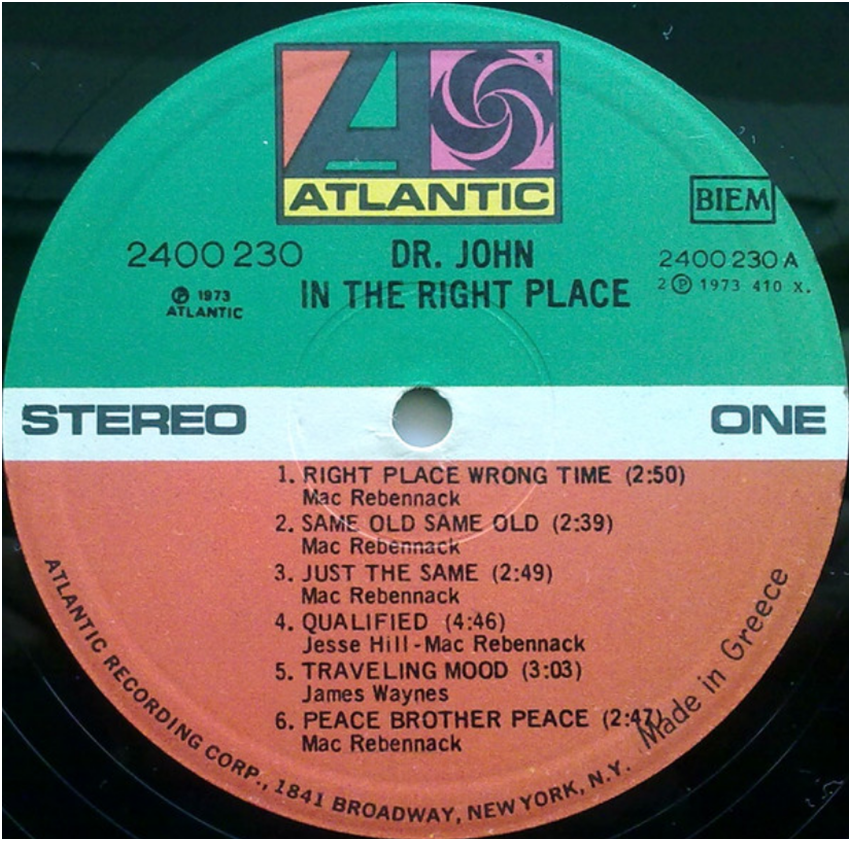 ATLANTIC
BIEM
2400 230
DR. JOHN
2400 230 A
℗ 1973
ATLANTIC
IN THE RIGHT PLACE
2 ℗ 1973 410 X.
STEREO
ONE
1. RIGHT PLACE WRONG TIME (2:50)
Mac Rebennack
2. SAME OLD SAME OLD (2:39)
Mac Rebennack
3. JUST THE SAME (2:49)
Mac Rebennack
4. QUALIFIED (4:46)
Jesse Hill-Mac Rebennack
5. TRAVELING MOOD (3:03)
James Waynes
6. PEACE BROTHER PEACE (2:47)
Mac Rebennack
Made in Greece
ATLANTIC RECORDING CORP., 1841 BROADWAY, NEW YORK, N.Y.